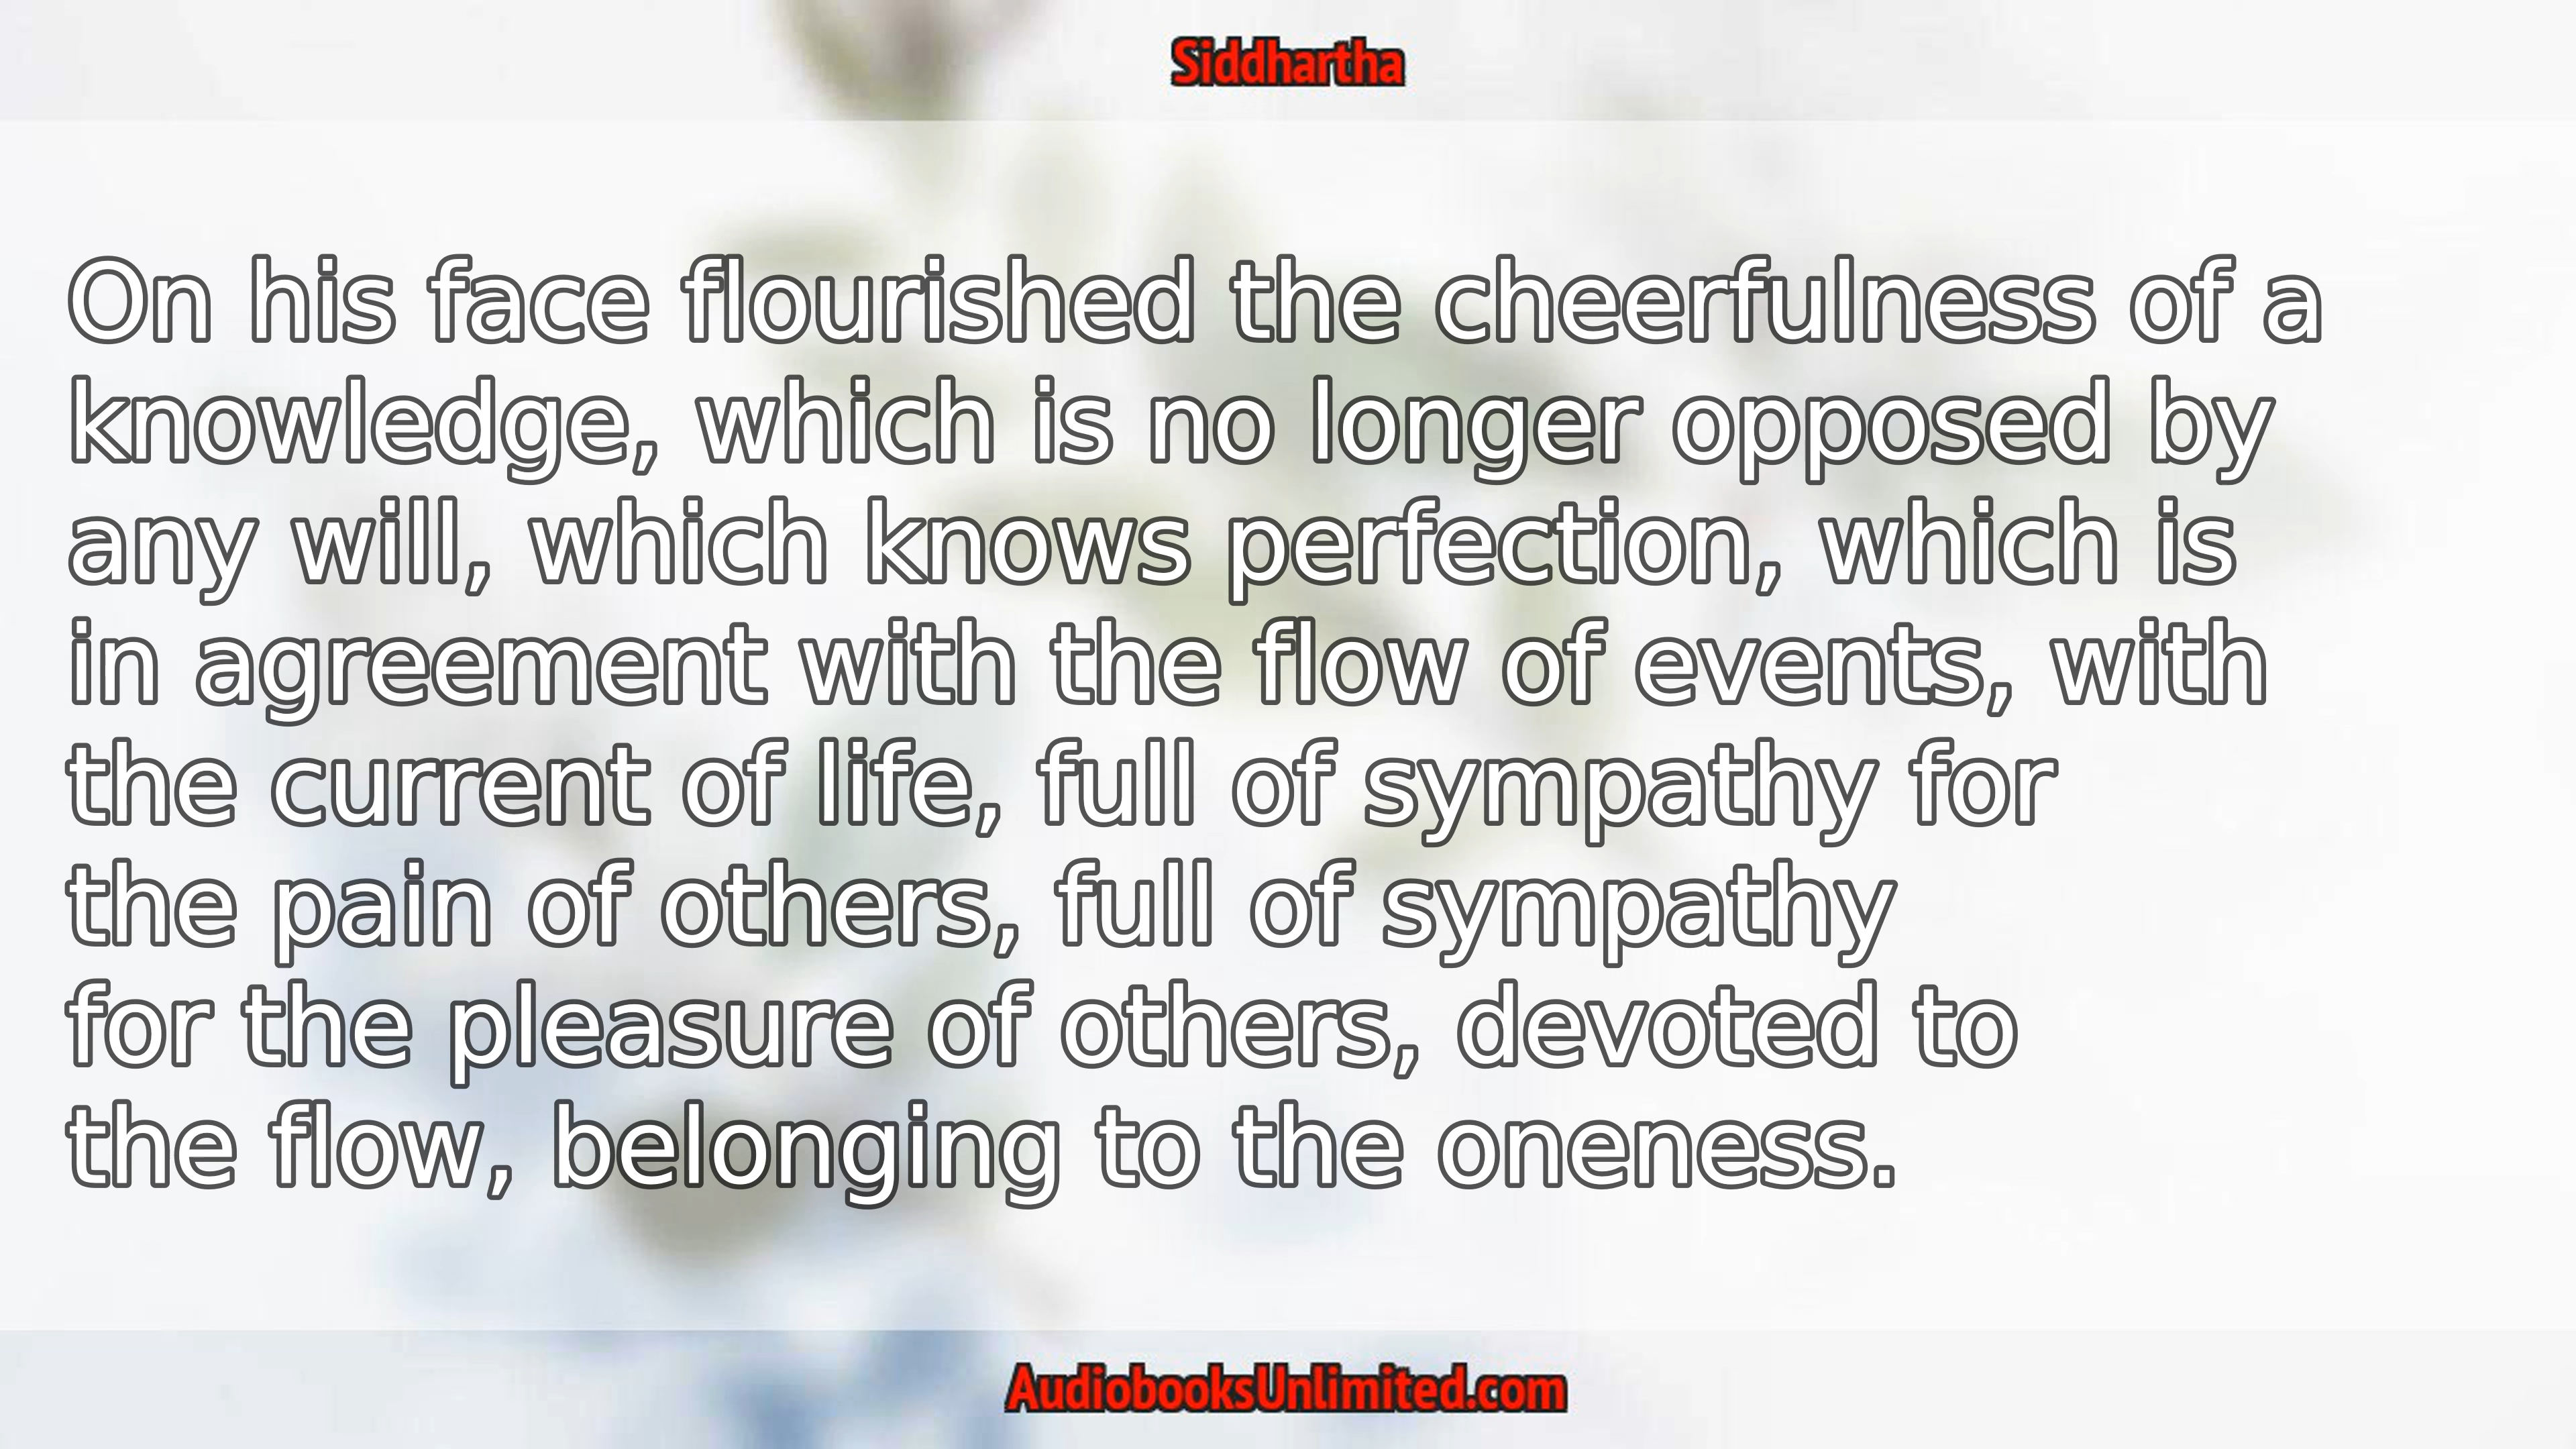 Siddhartha
On his face flourished the cheerfulness of a
knowledge, which is no longer opposed by
any will, which knows perfection, which is
in agreement with the flow of events, with
the current of life, full of sympathy for
the pain of others, full of sympathy
for the pleasure of others, devoted to
the flow, belonging to the oneness.
AudiobooksUnlimited.com